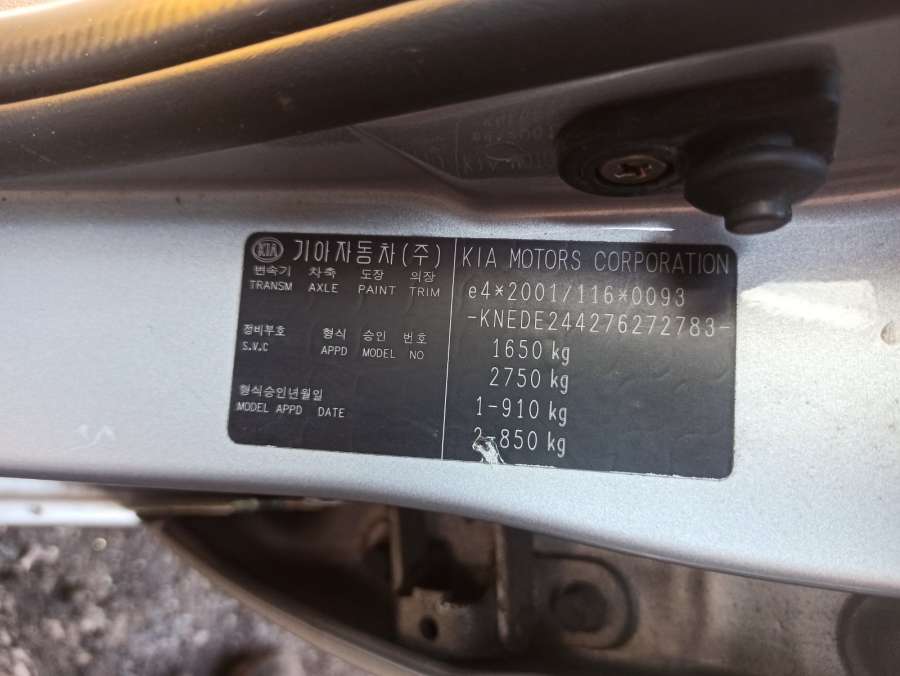 KIA 기아자동차(주)
변속기 차축 도장 의장
TRANSM AXLE PAINT TRIM
정비부호 형식 승인 번호
S.V.C APPD MODEL NO
형식승인년월일
MODEL APPD DATE
KIA MOTORS CORPORATION
e4*2001/116*0093
-KNEDE244276272783-
1650 kg
2750 kg
1-910 kg
2-850 kg